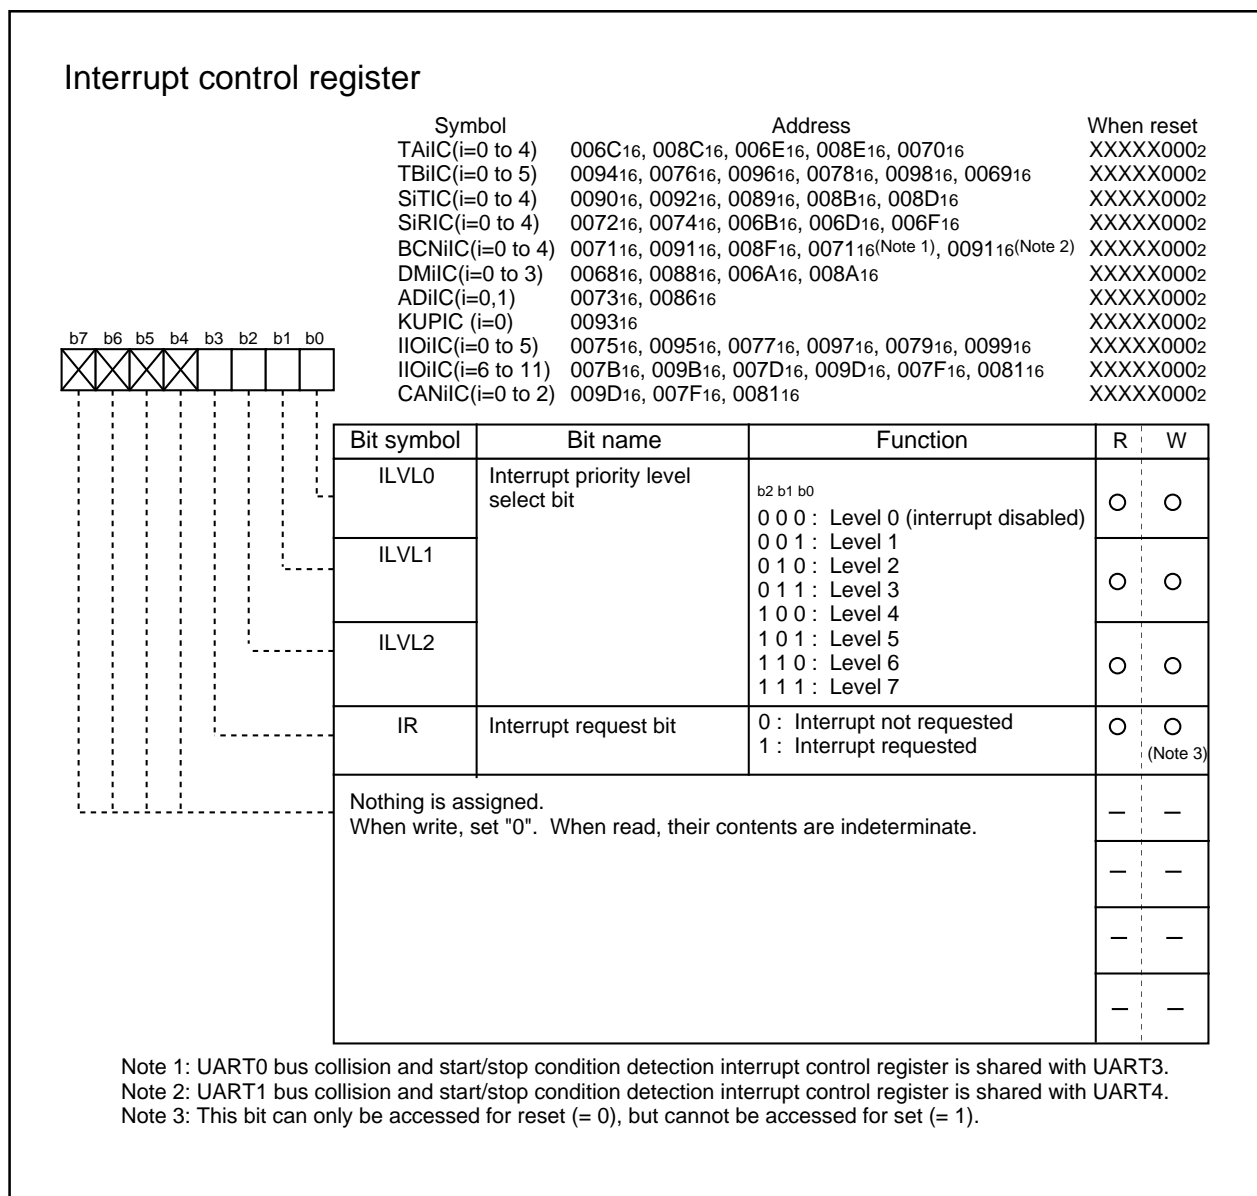 Interrupt control register
Symbol Address When reset
TAiIC(i=0 to 4) 006C16, 008C16, 006E16, 008E16, 007016 XXXXX0002
TBiIC(i=0 to 5) 009416, 007616, 009616, 007816, 009816, 006916 XXXXX0002
SiTIC(i=0 to 4) 009016, 009216, 008916, 008B16, 008D16 XXXXX0002
SiRIC(i=0 to 4) 007216, 007416, 006B16, 006D16, 006F16 XXXXX0002
BCNiIC(i=0 to 4) 007116, 009116, 008F16, 007116(Note 1), 009116(Note 2) XXXXX0002
DMiIC(i=0 to 3) 006816, 008816, 006A16, 008A16 XXXXX0002
ADiIC(i=0,1) 007316, 008616 XXXXX0002
KUPIC (i=0) 009316 XXXXX0002
IIOiIC(i=0 to 5) 007516, 009516, 007716, 009716, 007916, 009916 XXXXX0002
IIOiIC(i=6 to 11) 007B16, 009B16, 007D16, 009D16, 007F16, 008116 XXXXX0002
CANiIC(i=0 to 2) 009D16, 007F16, 008116 XXXXX0002
b7 b6 b5 b4 b3 b2 b1 b0
Bit symbol Bit name Function R W
ILVL0 Interrupt priority level
select bit
b2 b1 b0
0 0 0 : Level 0 (interrupt disabled)
0 0 1 : Level 1
ILVL1
0 1 0 : Level 2
0 1 1 : Level 3
1 0 0 : Level 4
1 0 1 : Level 5
ILVL2
1 1 0 : Level 6
1 1 1 : Level 7
IR Interrupt request bit 0 : Interrupt not requested
1 : Interrupt requested
(Note 3)
Nothing is assigned.
When write, set "0". When read, their contents are indeterminate.
– –
– –
– –
– –
Note 1: UART0 bus collision and start/stop condition detection interrupt control register is shared with UART3.
Note 2: UART1 bus collision and start/stop condition detection interrupt control register is shared with UART4.
Note 3: This bit can only be accessed for reset (= 0), but cannot be accessed for set (= 1).